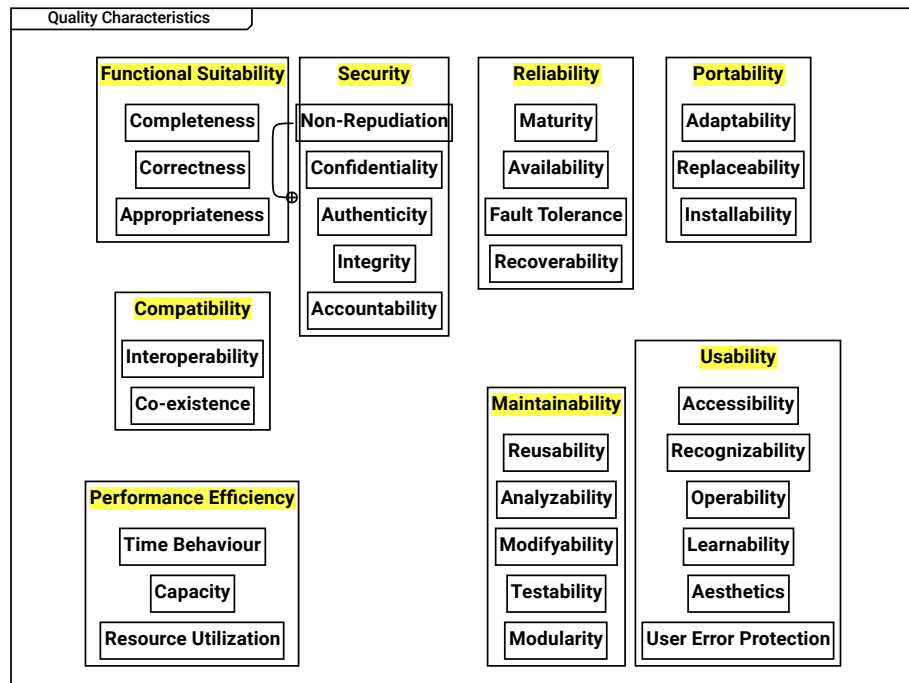 Quality Characteristics
Functional Suitability
Completeness
Correctness
Appropriateness
Security
Non-Repudiation
Confidentiality
Authenticity
Integrity
Accountability
Reliability
Maturity
Availability
Fault Tolerance
Recoverability
Portability
Adaptability
Replaceability
Installability
Compatibility
Interoperability
Co-existence
Performance Efficiency
Time Behaviour
Capacity
Resource Utilization
Maintainability
Reusability
Analyzability
Modifyability
Testability
Modularity
Usability
Accessibility
Recognizability
Operability
Learnability
Aesthetics
User Error Protection